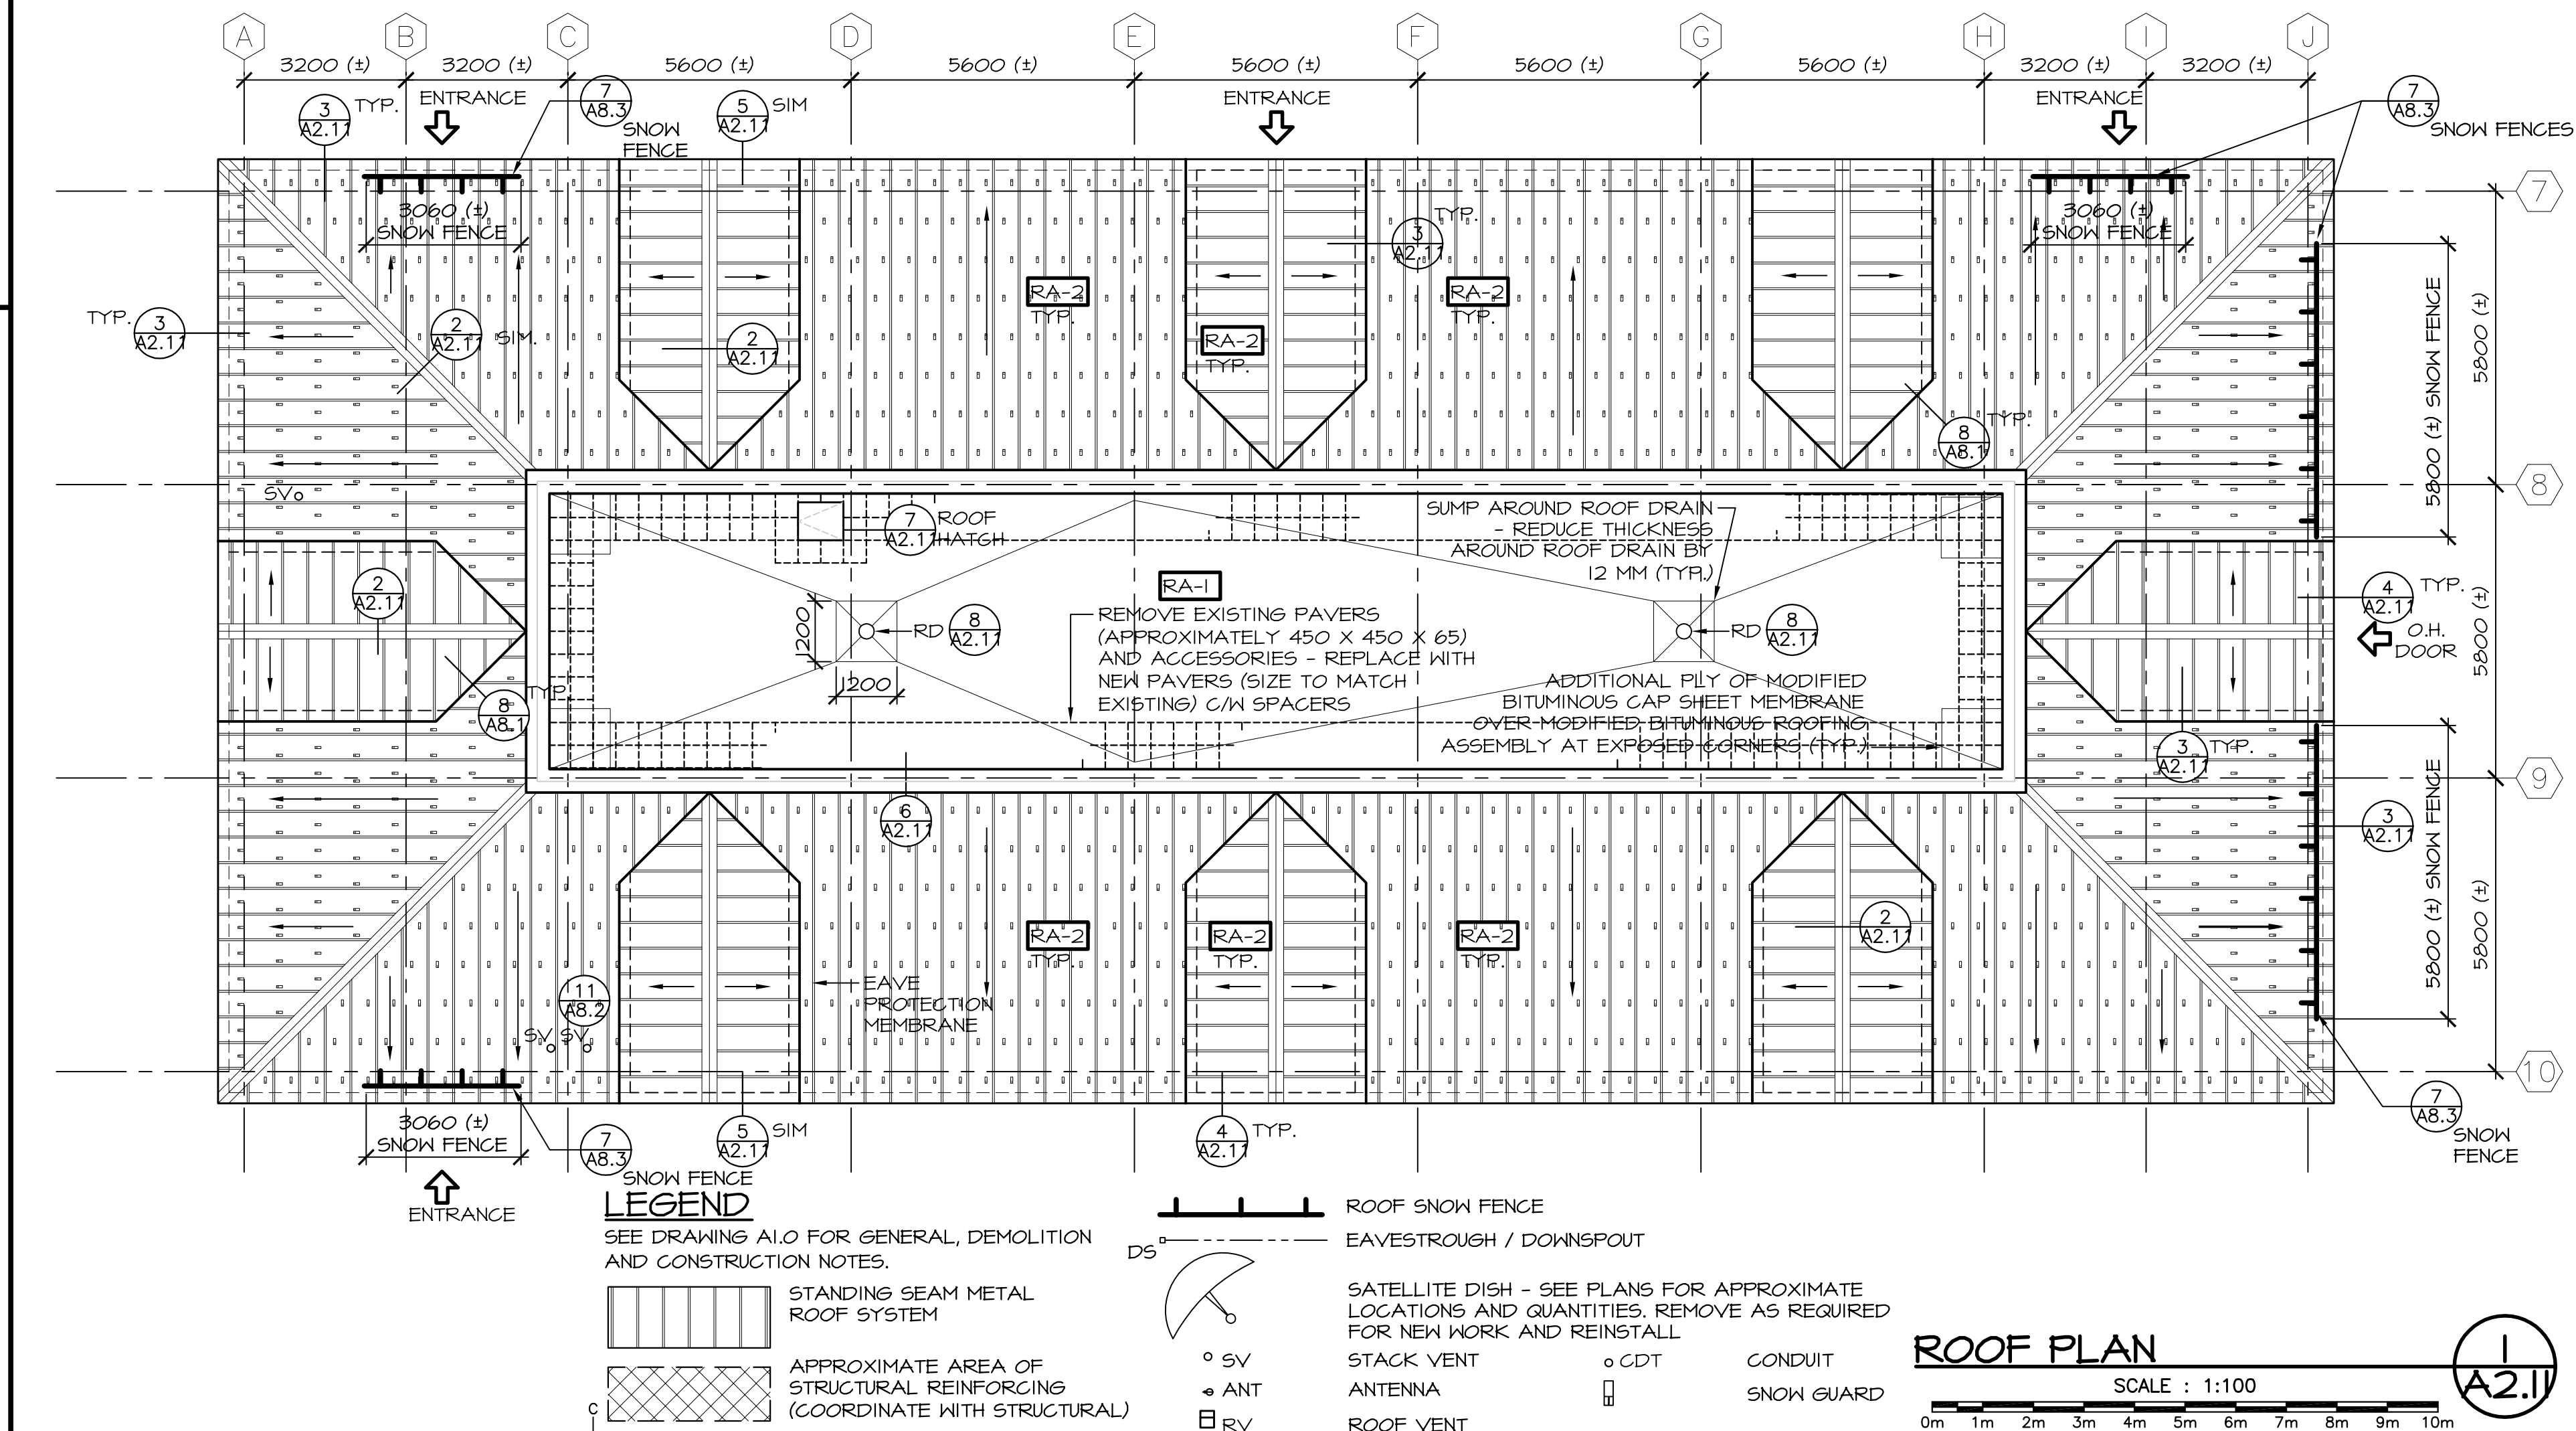 A B C D E F G H I J
3200 (±) 3200 (±) 5600 (±) 5600 (±) 5600 (±) 5600 (±) 5600 (±) 3200 (±) 3200 (±)
3 A2.11 TYP.
ENTRANCE
7 A8.3
SNOW
FENCE
5 A2.11 SIM
ENTRANCE
ENTRANCE
7 A8.3
SNOW FENCES
7
3060 (±)
SNOW FENCE
TYP.
3 A2.11
3060 (±)
SNOW FENCE
TYP. 3 A2.11
2 A2.11 SIM.
2 A2.11
RA-2
TYP.
RA-2
TYP.
RA-2
TYP.
5800 (±) SNOW FENCE
5800 (±)
8 A8.1 TYP.
SV
8
7 A2.11 ROOF
HATCH
SUMP AROUND ROOF DRAIN
- REDUCE THICKNESS
AROUND ROOF DRAIN BY
12 MM (TYP.)
RA-1
2 A2.11
1200
1200
RD 8 A2.11
REMOVE EXISTING PAVERS
(APPROXIMATELY 450 X 450 X 65)
AND ACCESSORIES - REPLACE WITH
NEW PAVERS (SIZE TO MATCH
EXISTING) C/W SPACERS
RD 8 A2.11
4 A2.11 TYP.
O.H.
DOOR
5800 (±)
8 A8.1 TYP
ADDITIONAL PLY OF MODIFIED
BITUMINOUS CAP SHEET MEMBRANE
OVER MODIFIED BITUMINOUS ROOFING
ASSEMBLY AT EXPOSED CORNERS (TYP.)
3 A2.11 TYP.
9
6 A2.11
3 A2.11
5800 (±) SNOW FENCE
5800 (±)
RA-2
TYP.
RA-2
TYP.
RA-2
TYP.
2 A2.11
11 A8.2
SV SV
EAVE
PROTECTION
MEMBRANE
10
3060 (±)
SNOW FENCE
7 A8.3
SNOW FENCE
5 A2.11 SIM
4 A2.11 TYP.
7 A8.3
SNOW
FENCE
ENTRANCE
LEGEND
SEE DRAWING A1.0 FOR GENERAL, DEMOLITION
AND CONSTRUCTION NOTES.
STANDING SEAM METAL
ROOF SYSTEM
APPROXIMATE AREA OF
STRUCTURAL REINFORCING
(COORDINATE WITH STRUCTURAL)
C
ROOF SNOW FENCE
DS EAVESTROUGH / DOWNSPOUT
SATELLITE DISH - SEE PLANS FOR APPROXIMATE
LOCATIONS AND QUANTITIES. REMOVE AS REQUIRED
FOR NEW WORK AND REINSTALL
SV STACK VENT
ANT ANTENNA
RV ROOF VENT
CDT CONDUIT
SNOW GUARD
ROOF PLAN
1 A2.11
SCALE : 1:100
0m 1m 2m 3m 4m 5m 6m 7m 8m 9m 10m